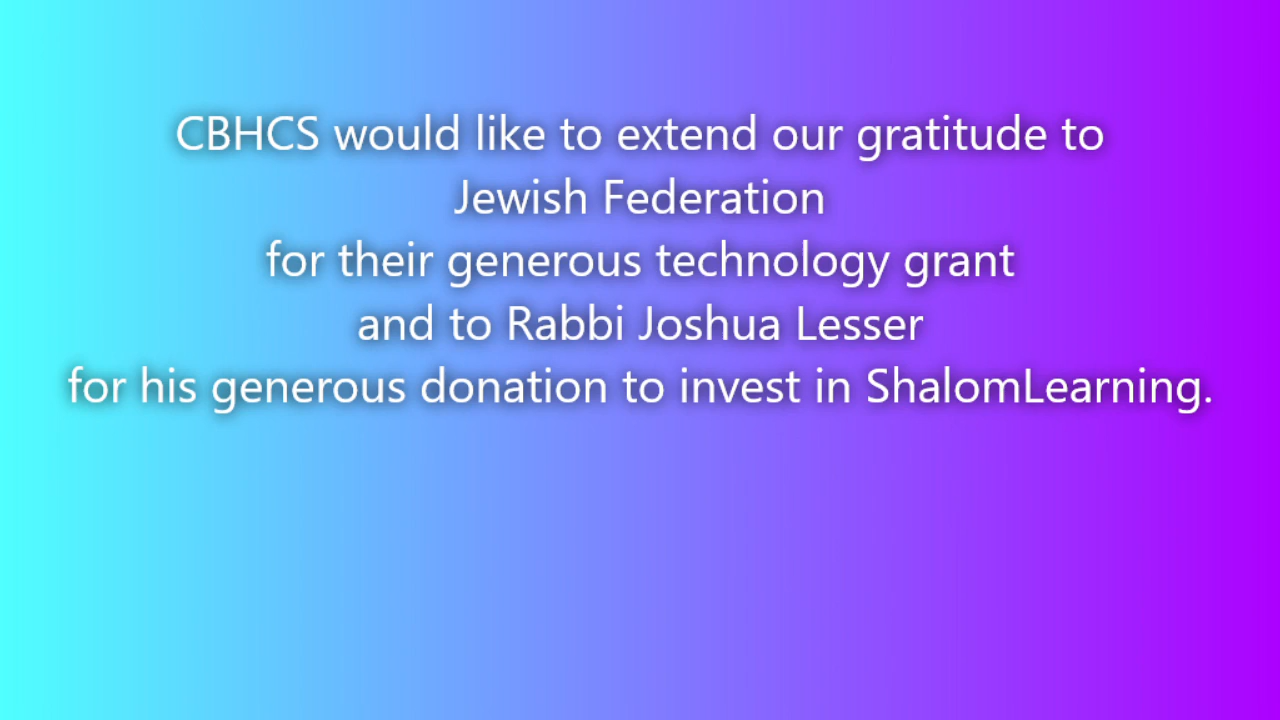 CBHCS would like to extend our gratitude to
Jewish Federation
for their generous technology grant
and to Rabbi Joshua Lesser
for his generous donation to invest in ShalomLearning.